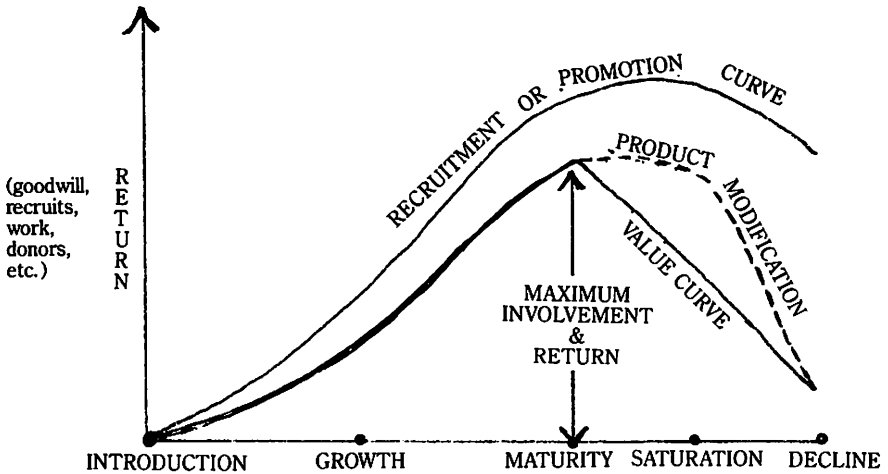 RECRUITMENT OR PROMOTION CURVE
PRODUCT MODIFICATION
VALUE CURVE
(goodwill,
recruits,
work,
donors,
etc.)
RETURN
MAXIMUM
INVOLVEMENT
&
RETURN
INTRODUCTION
GROWTH
MATURITY
SATURATION
DECLINE